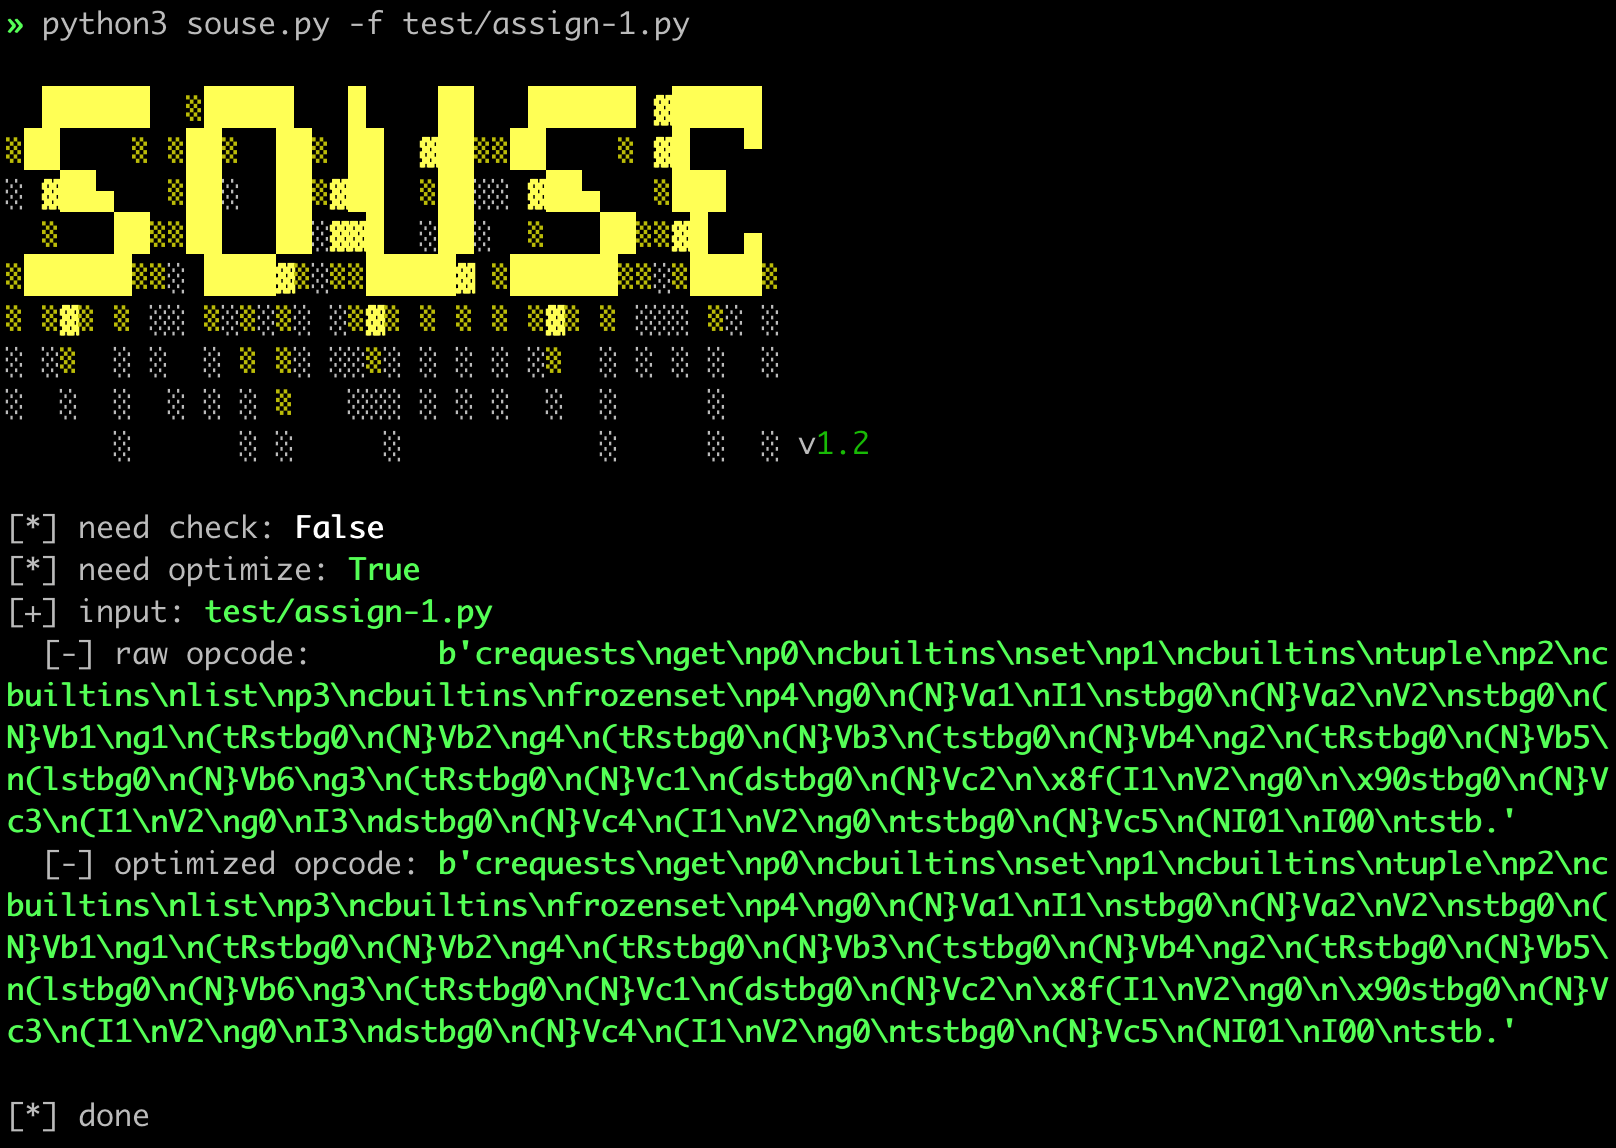 » python3 souse.py -f test/assign-1.py
SOUSE
v1.2
[*] need check: False
[*] need optimize: True
[+] input: test/assign-1.py
[-] raw opcode: b'crequests\nget\np0\ncbuiltins\nset\np1\ncbuiltins\ntuple\np2\nc
builtins\nlist\np3\ncbuiltins\nfrozenset\np4\ng0\n(N}Va1\nI1\nstbg0\n(N}Va2\nV2\nstbg0\n(
N}Vb1\ng1\n(tRstbg0\n(N}Vb2\ng4\n(tRstbg0\n(N}Vb3\n(tstbg0\n(N}Vb4\ng2\n(tRstbg0\n(N}Vb5\
n(lstbg0\n(N}Vb6\ng3\n(tRstbg0\n(N}Vc1\n(dstbg0\n(N}Vc2\n\x8f(I1\nV2\ng0\n\x90stbg0\n(N}V
c3\n(I1\nV2\ng0\nI3\ndstbg0\n(N}Vc4\n(I1\nV2\ng0\ntstbg0\n(N}Vc5\n(NI01\nI00\ntstb.'
[-] optimized opcode: b'crequests\nget\np0\ncbuiltins\nset\np1\ncbuiltins\ntuple\np2\nc
builtins\nlist\np3\ncbuiltins\nfrozenset\np4\ng0\n(N}Va1\nI1\nstbg0\n(N}Va2\nV2\nstbg0\n(
N}Vb1\ng1\n(tRstbg0\n(N}Vb2\ng4\n(tRstbg0\n(N}Vb3\n(tstbg0\n(N}Vb4\ng2\n(tRstbg0\n(N}Vb5\
n(lstbg0\n(N}Vb6\ng3\n(tRstbg0\n(N}Vc1\n(dstbg0\n(N}Vc2\n\x8f(I1\nV2\ng0\n\x90stbg0\n(N}V
c3\n(I1\nV2\ng0\nI3\ndstbg0\n(N}Vc4\n(I1\nV2\ng0\ntstbg0\n(N}Vc5\n(NI01\nI00\ntstb.'
[*] done